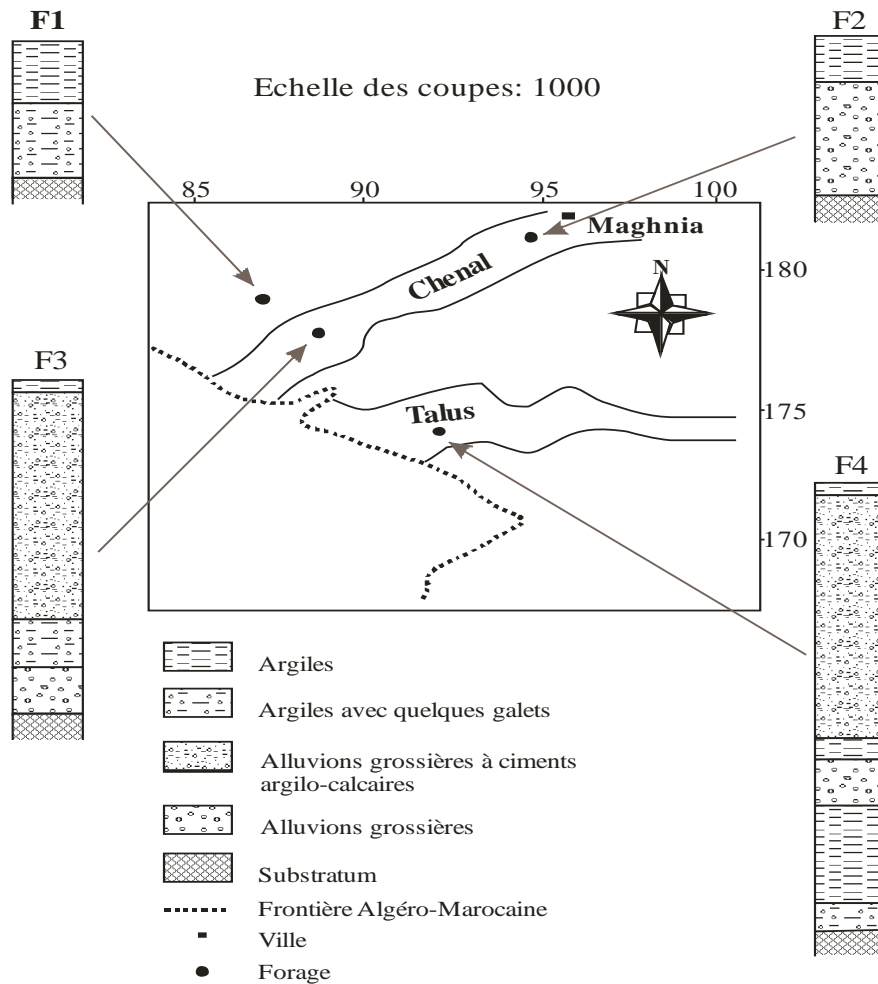 F1
F2
Echelle des coupes: 1000
85
90
95
100
Maghnia
Chenal
N
180
F3
Talus
175
F4
170
Argiles
Argiles avec quelques galets
Alluvions grossières à ciments
argilo-calcaires
Alluvions grossières
Substratum
Frontière Algéro-Marocaine
Ville
Forage